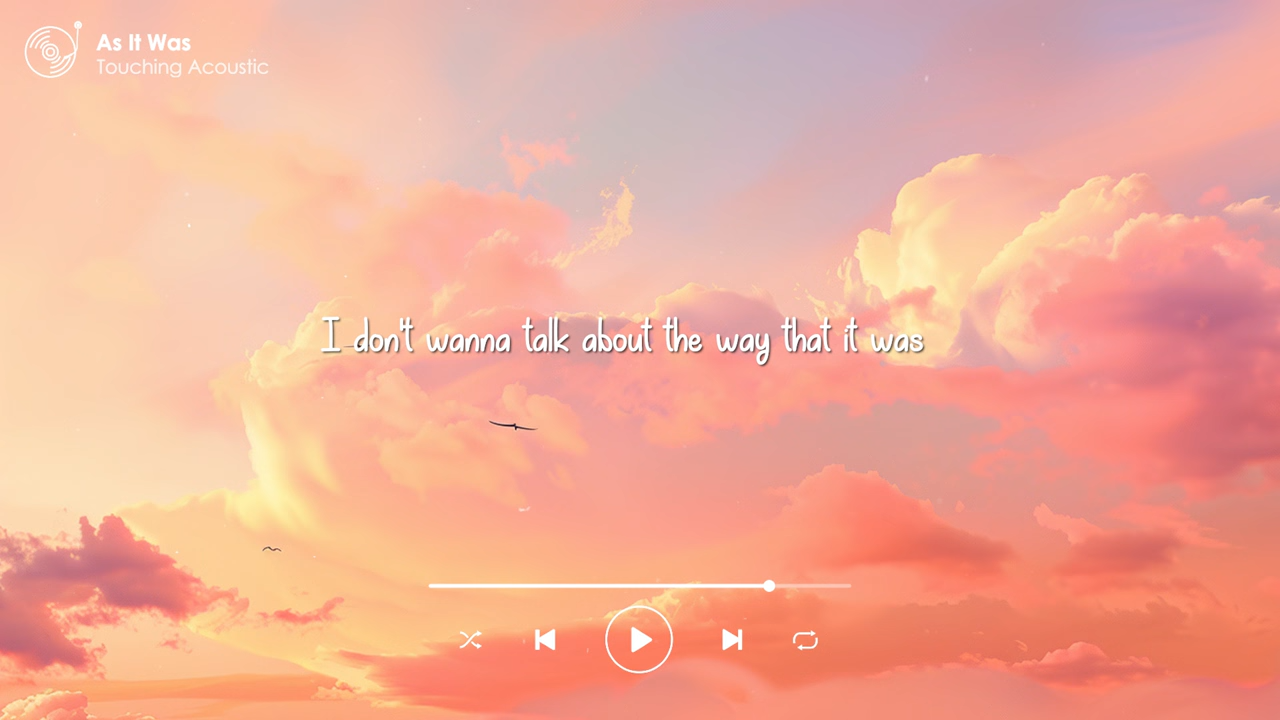 As It Was
Touching Acoustic
I don't wanna talk about the way that it was